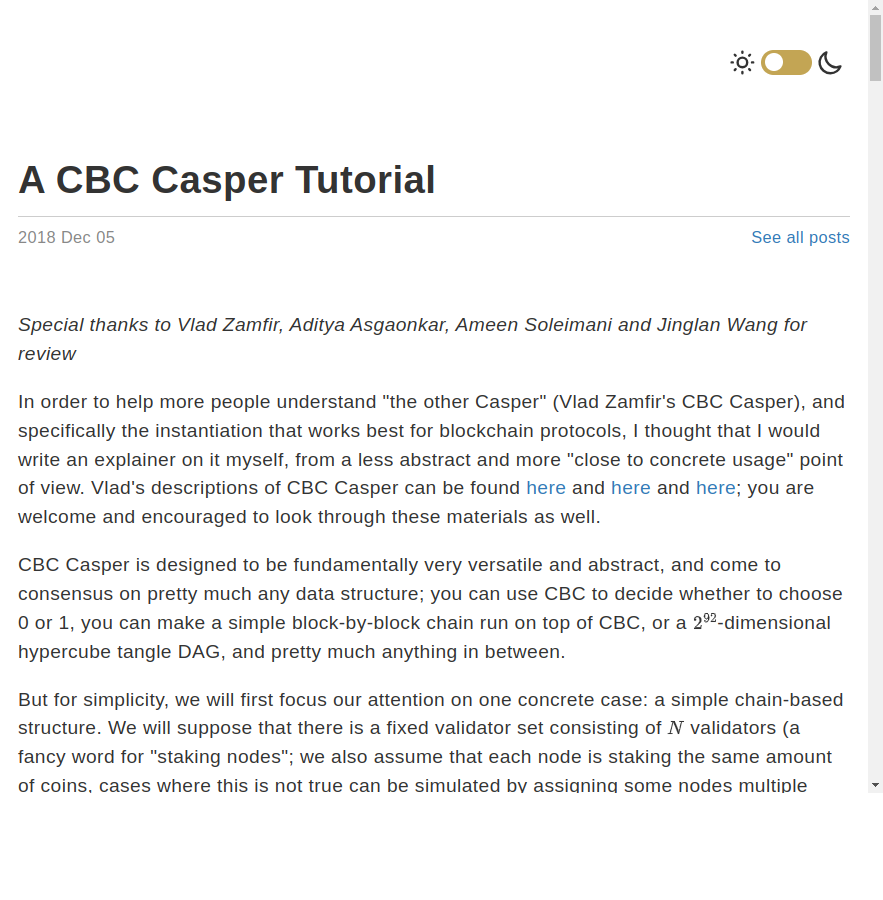 A CBC Casper Tutorial
2018 Dec 05 See all posts
Special thanks to Vlad Zamfir, Aditya Asgaonkar, Ameen Soleimani and Jinglan Wang for
review
In order to help more people understand "the other Casper" (Vlad Zamfir's CBC Casper), and
specifically the instantiation that works best for blockchain protocols, I thought that I would
write an explainer on it myself, from a less abstract and more "close to concrete usage" point
of view. Vlad's descriptions of CBC Casper can be found here and here and here; you are
welcome and encouraged to look through these materials as well.
CBC Casper is designed to be fundamentally very versatile and abstract, and come to
consensus on pretty much any data structure; you can use CBC to decide whether to choose
0 or 1, you can make a simple block-by-block chain run on top of CBC, or a 2⁹²-dimensional
hypercube tangle DAG, and pretty much anything in between.
But for simplicity, we will first focus our attention on one concrete case: a simple chain-based
structure. We will suppose that there is a fixed validator set consisting of N validators (a
fancy word for "staking nodes"; we also assume that each node is staking the same amount
of coins, cases where this is not true can be simulated by assigning some nodes multiple